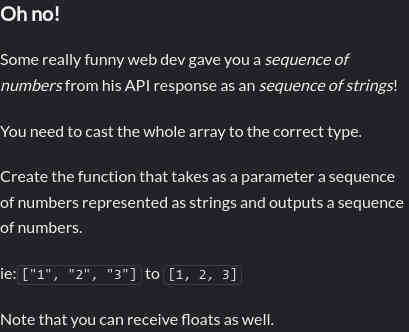 Oh no!
Some really funny web dev gave you a sequence of
numbers from his API response as an sequence of strings!
You need to cast the whole array to the correct type.
Create the function that takes as a parameter a sequence
of numbers represented as strings and outputs a sequence
of numbers.
ie: ["1", "2", "3"] to [1, 2, 3]
Note that you can receive floats as well.